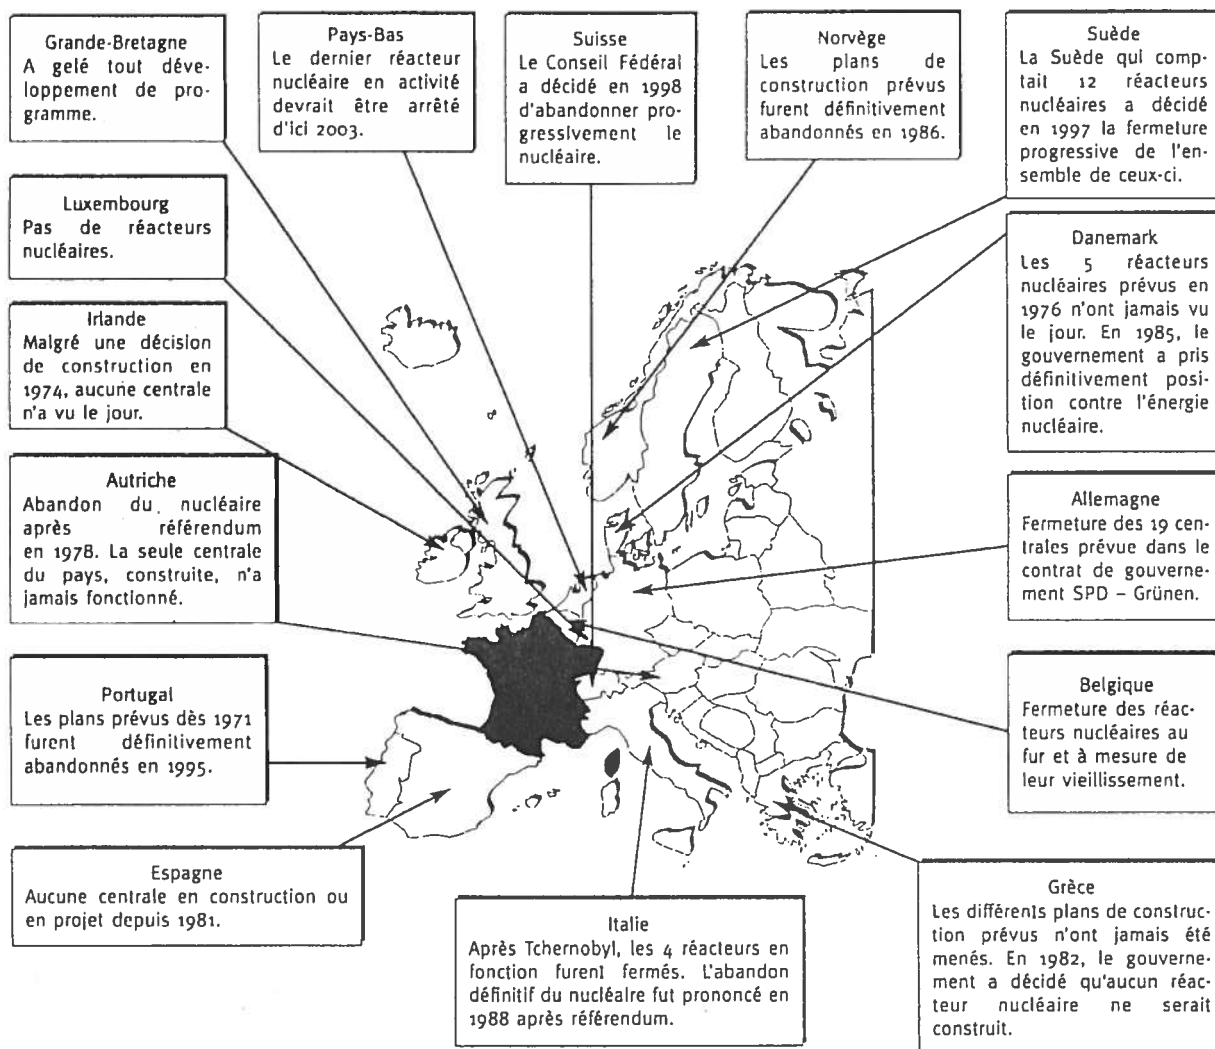 Grande-Bretagne
A gelé tout déve-
loppement de pro-
gramme.
Pays-Bas
Le dernier réacteur
nucléaire en activité
devrait être arrêté
d'ici 2003.
Suisse
Le Conseil Fédéral
a décidé en 1998
d'abandonner pro-
gressivement le
nucléaire.
Norvège
Les plans de
construction prévus
furent définitivement
abandonnés en 1986.
Suède
La Suède qui comp-
tait 12 réacteurs
nucléaires a décidé
en 1997 la fermeture
progressive de l'en-
semble de ceux-ci.
Luxembourg
Pas de réacteurs
nucléaires.
Danemark
Les 5 réacteurs
nucléaires prévus en
1976 n'ont jamais vu
le jour. En 1985, le
gouvernement a pris
définitivement posi-
tion contre l'énergie
nucléaire.
Irlande
Malgré une décision
de construction en
1974, aucune centrale
n'a vu le jour.
Autriche
Abandon du nucléaire
après référendum
en 1978. La seule centrale
du pays, construite, n'a
jamais fonctionné.
Allemagne
Fermeture des 19 cen-
trales prévue dans le
contrat de gouverne-
ment SPD – Grünen.
Portugal
Les plans prévus dès 1971
furent définitivement
abandonnés en 1995.
Belgique
Fermeture des réac-
teurs nucléaires au
fur et à mesure de
leur vieillissement.
Espagne
Aucune centrale en construction ou
en projet depuis 1981.
Italie
Après Tchernobyl, les 4 réacteurs en
fonction furent fermés. L'abandon
définitif du nucléaire fut prononcé en
1988 après référendum.
Grèce
Les différents plans de construc-
tion prévus n'ont jamais été
menés. En 1982, le gouverne-
ment a décidé qu'aucun réac-
teur nucléaire ne serait
construit.